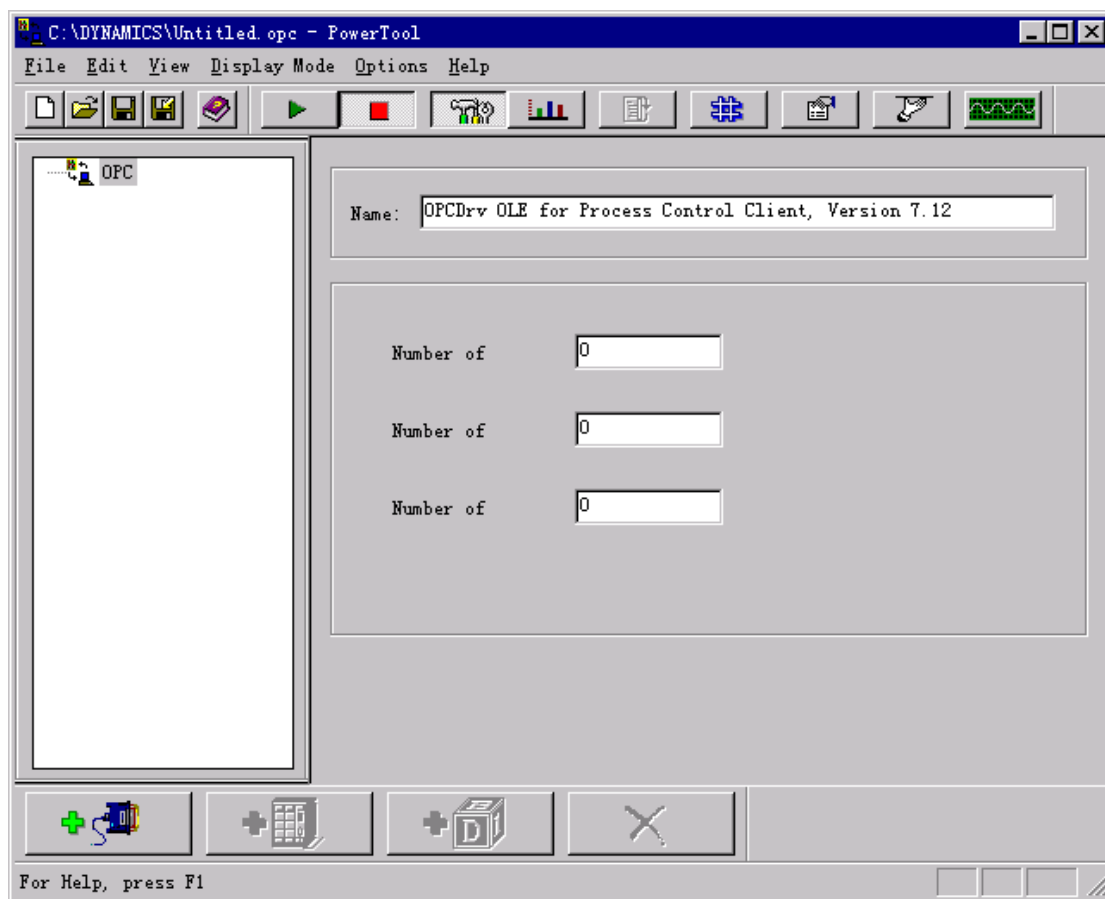 C:\DYNAMICS\Untitled.opc - PowerTool
File Edit View Display Mode Options Help
OPC
Name: OPCDrv OLE for Process Control Client, Version 7.12
Number of 0
Number of 0
Number of 0
D
For Help, press F1